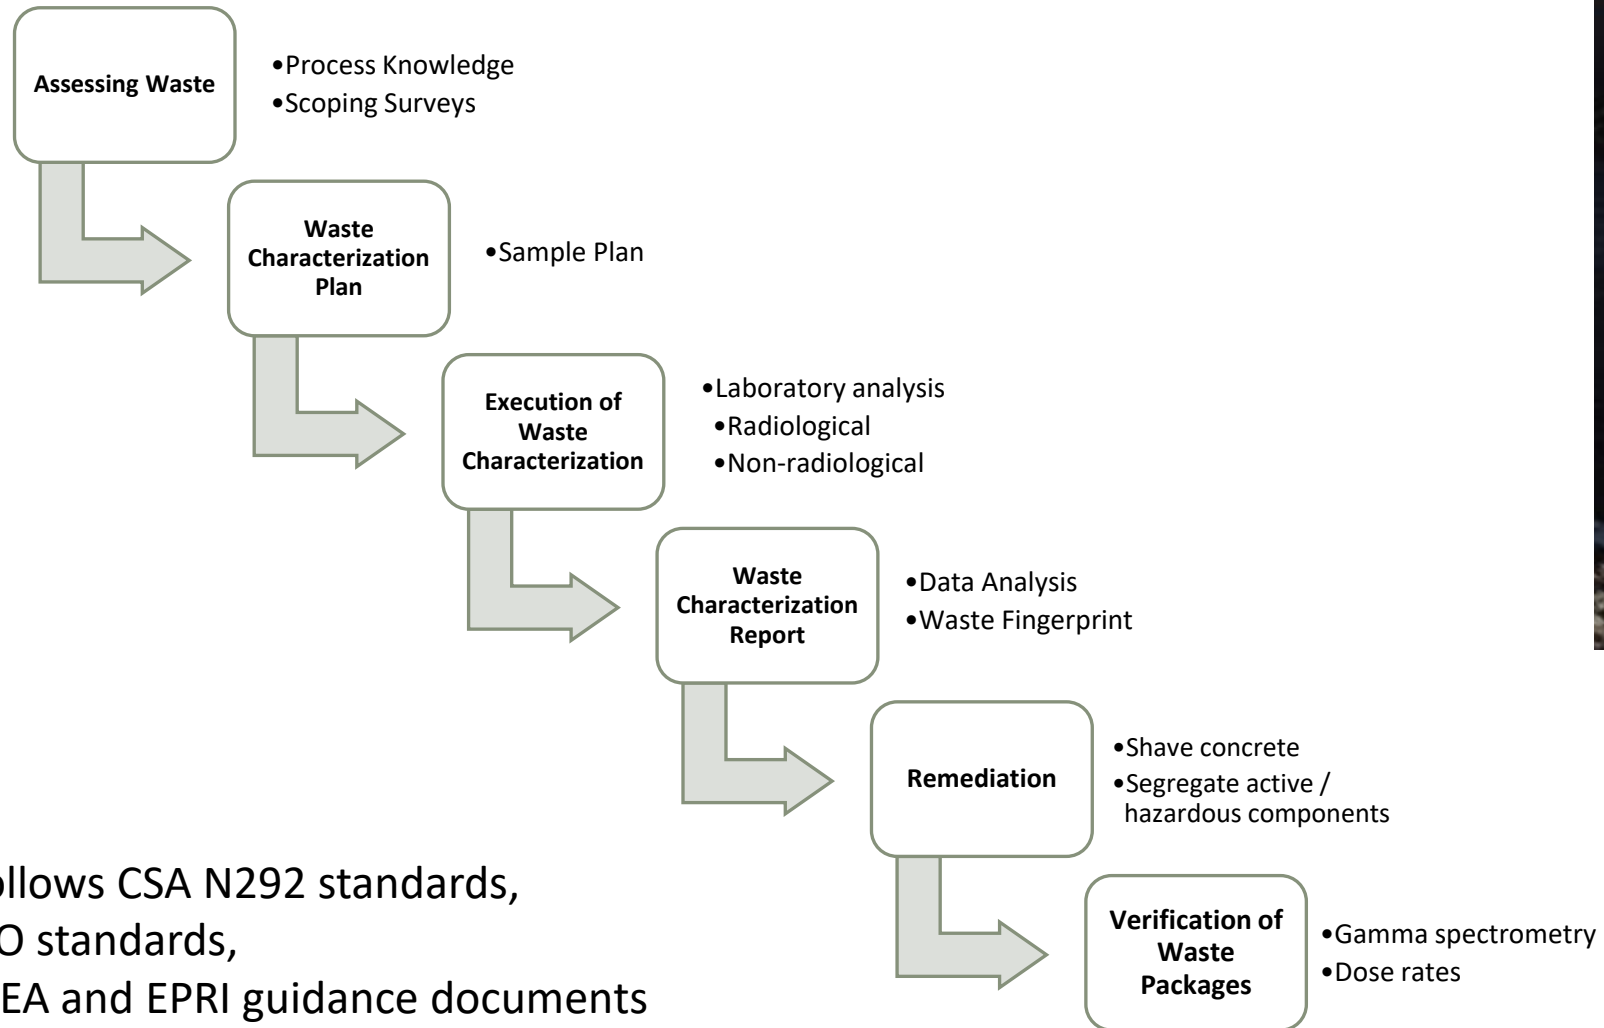 Assessing Waste
•Process Knowledge
•Scoping Surveys
Waste
Characterization
Plan
•Sample Plan
Execution of
Waste
Characterization
•Laboratory analysis
•Radiological
•Non-radiological
Waste
Characterization
Report
•Data Analysis
•Waste Fingerprint
Remediation
•Shave concrete
•Segregate active /
hazardous components
Verification of
Waste
Packages
•Gamma spectrometry
•Dose rates
CSA N292 standards,
standards,
and EPRI guidance documents